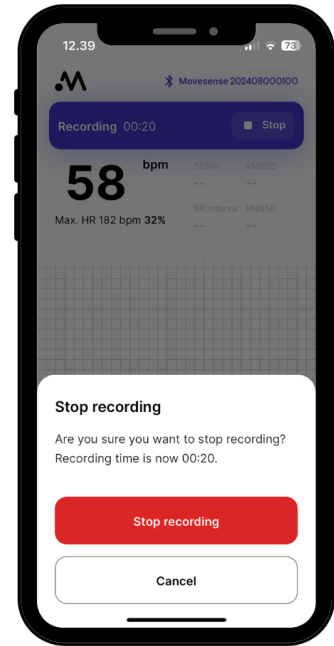 12.39
73
Movesense 202408000100
Recording 00:20
Stop
58 bpm
SDNN RMSSD
-- --
Max. HR 182 bpm 32%
RR interval PNN50
-- --
Stop recording
Are you sure you want to stop recording?
Recording time is now 00:20.
Stop recording
Cancel